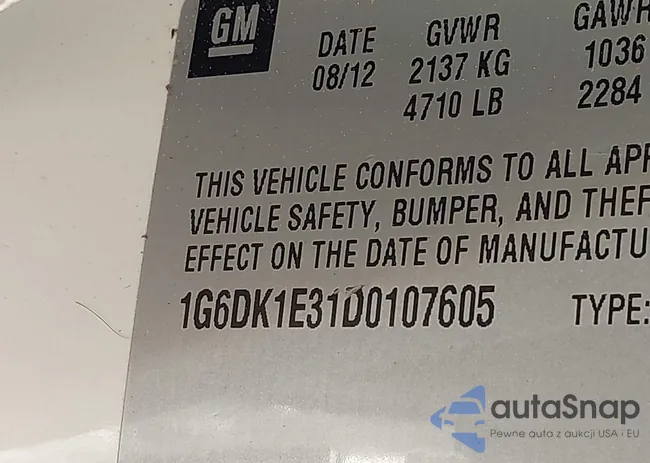 GM
DATE GVWR GAWR
08/12 2137 KG 1036
4710 LB 2284
THIS VEHICLE CONFORMS TO ALL APP
VEHICLE SAFETY, BUMPER, AND THEF
EFFECT ON THE DATE OF MANUFACTU
1G6DK1E31D0107605 TYPE:
autaSnap
Pewne auta z aukcji USA i EU